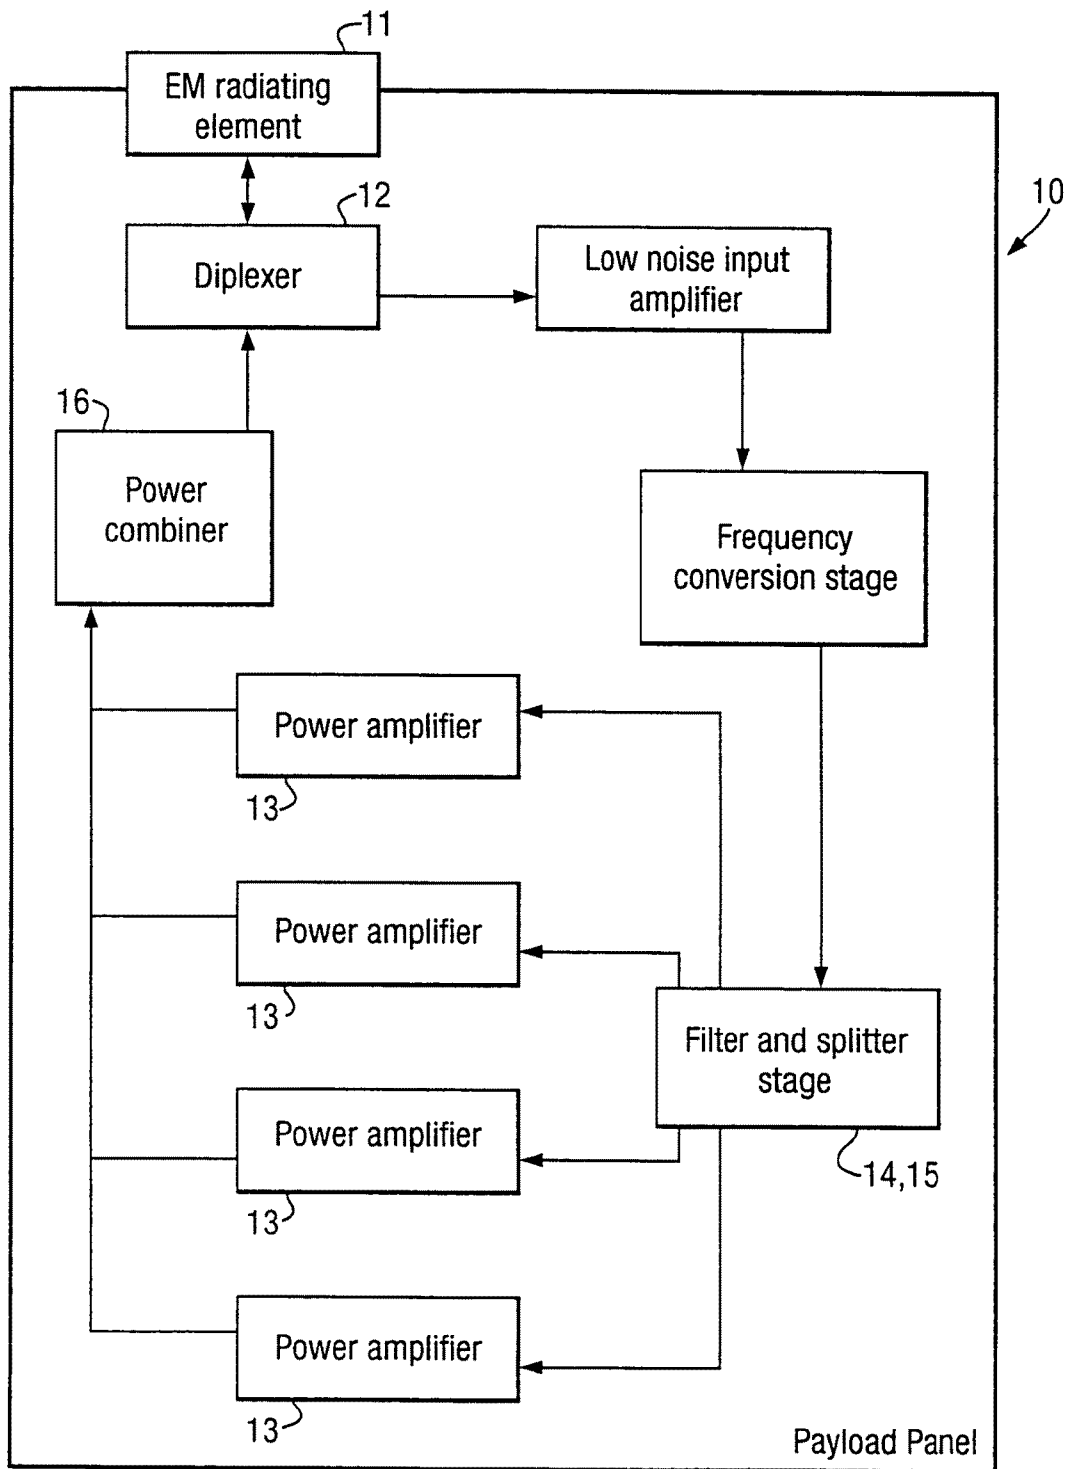 11
EM radiating
element
12
10
Diplexer
Low noise input
amplifier
16
Power
combiner
Frequency
conversion stage
Power amplifier
13
Power amplifier
13
Filter and splitter
stage
14,15
Power amplifier
13
Power amplifier
13
Payload Panel